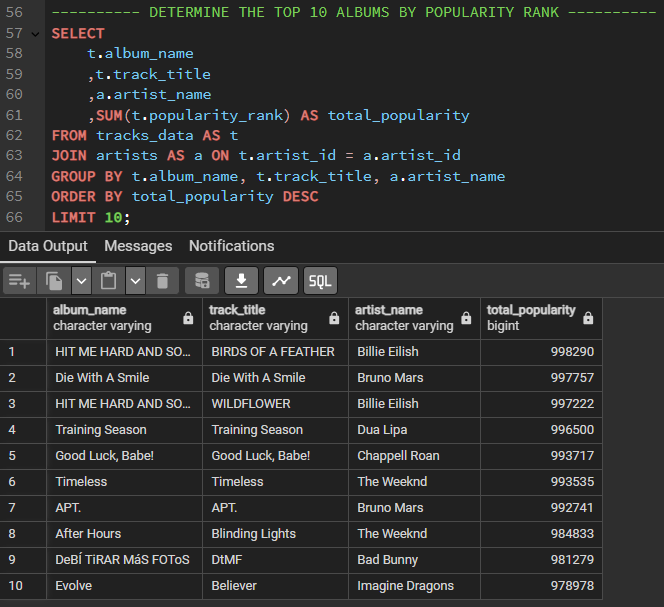 56 ---------- DETERMINE THE TOP 10 ALBUMS BY POPULARITY RANK ----------
57 SELECT
58 t.album_name
59 ,t.track_title
60 ,a.artist_name
61 ,SUM(t.popularity_rank) AS total_popularity
62 FROM tracks_data AS t
63 JOIN artists AS a ON t.artist_id = a.artist_id
64 GROUP BY t.album_name, t.track_title, a.artist_name
65 ORDER BY total_popularity DESC
66 LIMIT 10;
Data Output Messages Notifications
SQL
album_name track_title artist_name total_popularity
character varying character varying character varying bigint
1 HIT ME HARD AND SO... BIRDS OF A FEATHER Billie Eilish 998290
2 Die With A Smile Die With A Smile Bruno Mars 997757
3 HIT ME HARD AND SO... WILDFLOWER Billie Eilish 997222
4 Training Season Training Season Dua Lipa 996500
5 Good Luck, Babe! Good Luck, Babe! Chappell Roan 993717
6 Timeless Timeless The Weeknd 993535
7 APT. APT. Bruno Mars 992741
8 After Hours Blinding Lights The Weeknd 984833
9 DeBÍ TiRAR MáS FOToS DtMF Bad Bunny 981279
10 Evolve Believer Imagine Dragons 978978